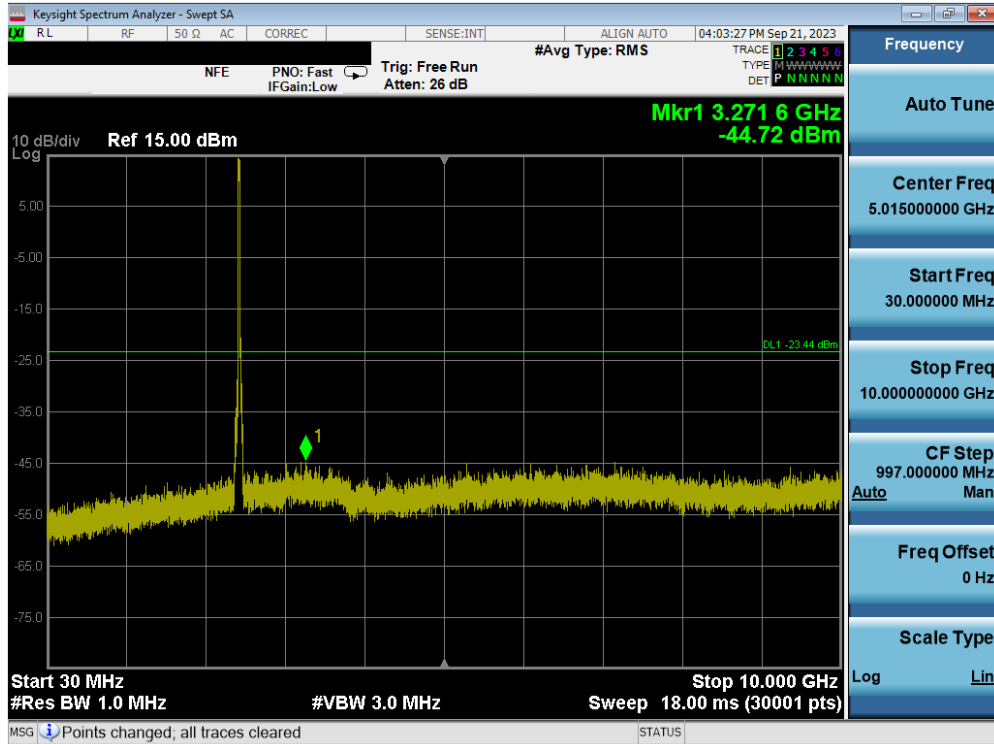 Keysight Spectrum Analyzer - Swept SA
LXI RL RF 50 Ω AC CORREC SENSE:INT ALIGN AUTO 04:03:27 PM Sep 21, 2023
NFE PNO: Fast Trig: Free Run #Avg Type: RMS TRACE 1 2 3 4 5 6
IFGain:Low Atten: 26 dB TYPE M WWWWW
DET P N N N N N
Mkr1 3.271 6 GHz
-44.72 dBm
10 dB/div Ref 15.00 dBm
Log
5.00
-5.00
-15.0
DL1 -23.44 dBm
-25.0
-35.0
1
-45.0
-55.0
-65.0
-75.0
Start 30 MHz Stop 10.000 GHz
#Res BW 1.0 MHz #VBW 3.0 MHz Sweep 18.00 ms (30001 pts)
MSG Points changed; all traces cleared STATUS
Frequency
Auto Tune
Center Freq
5.015000000 GHz
Start Freq
30.000000 MHz
Stop Freq
10.000000000 GHz
CF Step
997.000000 MHz
Auto Man
Freq Offset
0 Hz
Scale Type
Log Lin